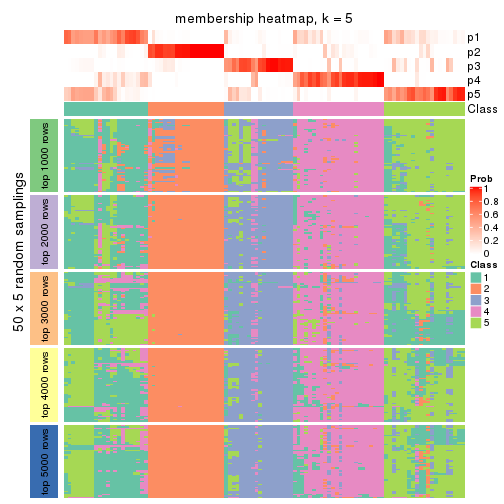 membership heatmap, k = 5
p1
p2
p3
p4
p5
Class
50 x 5 random samplings
top 1000 rows
top 2000 rows
top 3000 rows
top 4000 rows
top 5000 rows
Prob
1
0.8
0.6
0.4
0.2
0
Class
1
2
3
4
5